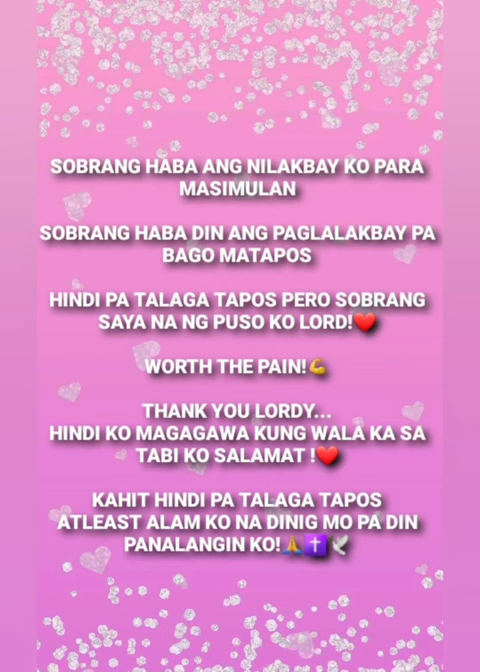 SOBRANG HABA ANG NILAKBAY KO PARA
MASIMULAN
SOBRANG HABA DIN ANG PAGLALAKBAY PA
BAGO MATAPOS
HINDI PA TALAGA TAPOS PERO SOBRANG
SAYA NA NG PUSO KO LORD!❤️
WORTH THE PAIN!💪
THANK YOU LORDY...
HINDI KO MAGAGAWA KUNG WALA KA SA
TABI KO SALAMAT !❤️
KAHIT HINDI PA TALAGA TAPOS
ATLEAST ALAM KO NA DINIG MO PA DIN
PANALANGIN KO!🙏✝️🕊️